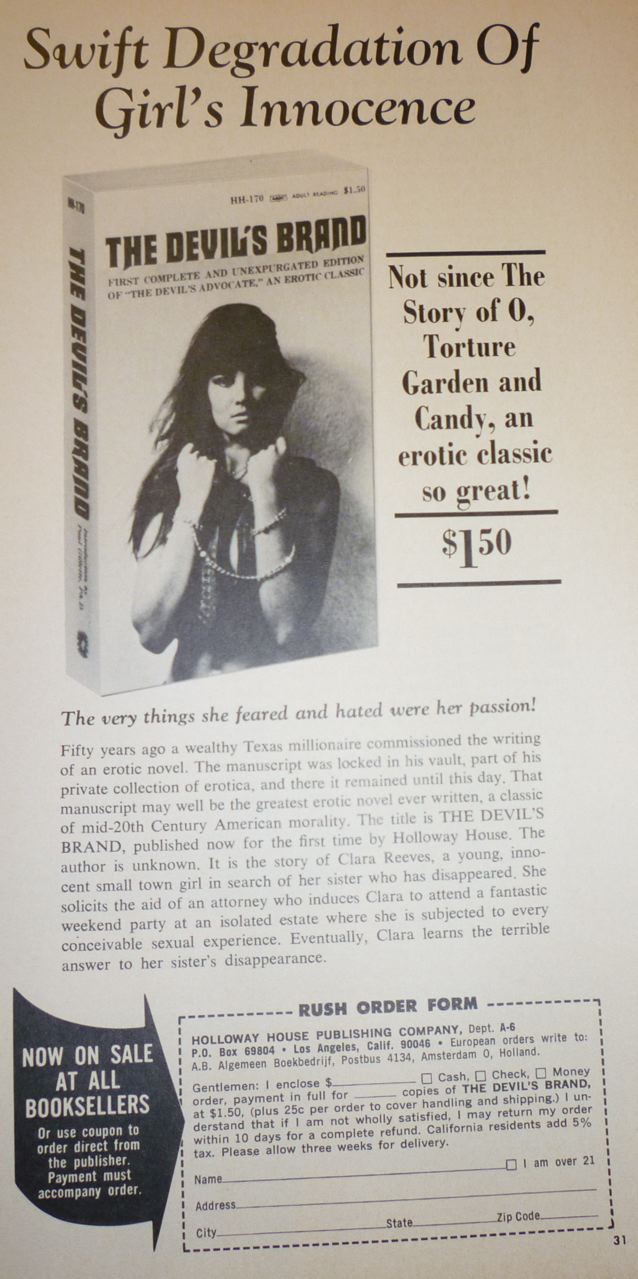 Swift Degradation Of
Girl's Innocence
HH-170
HH-170 ADULT READING $1.50
THE DEVIL'S BRAND
FIRST COMPLETE AND UNEXPURGATED EDITION
OF "THE DEVIL'S ADVOCATE," AN EROTIC CLASSIC
THE DEVIL'S BRAND
Not since The
Story of O,
Torture
Garden and
Candy, an
erotic classic
so great!
$1.50
The very things she feared and hated were her passion!
Fifty years ago a wealthy Texas millionaire commissioned the writing
of an erotic novel. The manuscript was locked in his vault, part of his
private collection of erotica, and there it remained until this day. That
manuscript may well be the greatest erotic novel ever written, a classic
of mid-20th Century American morality. The title is THE DEVIL'S
BRAND, published now for the first time by Holloway House. The
author is unknown. It is the story of Clara Reeves, a young, inno-
cent small town girl in search of her sister who has disappeared. She
solicits the aid of an attorney who induces Clara to attend a fantastic
weekend party at an isolated estate where she is subjected to every
conceivable sexual experience. Eventually, Clara learns the terrible
answer to her sister's disappearance.
NOW ON SALE
AT ALL
BOOKSELLERS
Or use coupon to
order direct from
the publisher.
Payment must
accompany order.
RUSH ORDER FORM
HOLLOWAY HOUSE PUBLISHING COMPANY, Dept. A-6
P.O. Box 69804 • Los Angeles, Calif. 90046 • European orders write to:
A.B. Algemeen Boekbedrijf, Postbus 4134, Amsterdam O, Holland.
Gentlemen: I enclose $ Cash, Check, Money
order, payment in full for copies of THE DEVIL'S BRAND,
at $1.50, (plus 25c per order to cover handling and shipping.) I un-
derstand that if I am not wholly satisfied, I may return my order
within 10 days for a complete refund. California residents add 5%
tax. Please allow three weeks for delivery.
I am over 21
Name
Address
City State Zip Code
31